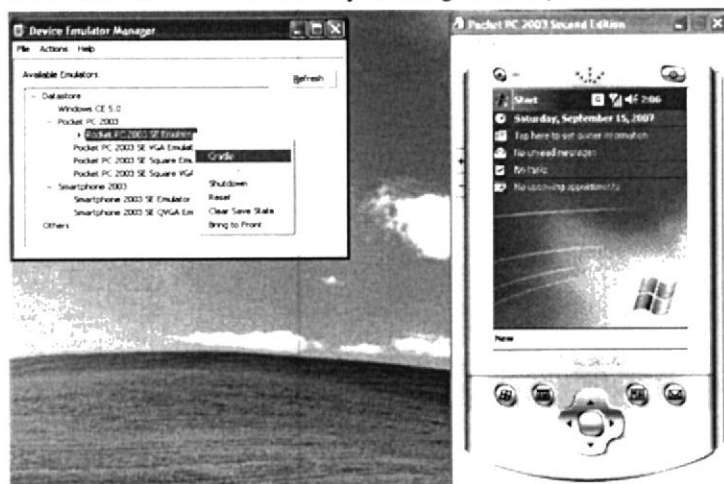 Device Emulator Manager
File Actions Help
Available Emulators:
Refresh
Datastore
Windows CE 5.0
Pocket PC 2003
Pocket PC 2003 SE Emulator
Pocket PC 2003 SE VGA Emulat
Pocket PC 2003 SE Square Emu
Pocket PC 2003 SE Square VGA
Smartphone 2003
Smartphone 2003 SE Emulator
Smartphone 2003 SE QVGA Em
Others
Cradle
Shutdown
Reset
Clear Save State
Bring to Front
Pocket PC 2003 Second Edition
Start 2:06
Saturday, September 15, 2007
Tap here to set owner information
No unread messages
No tasks
No upcoming appointments
New